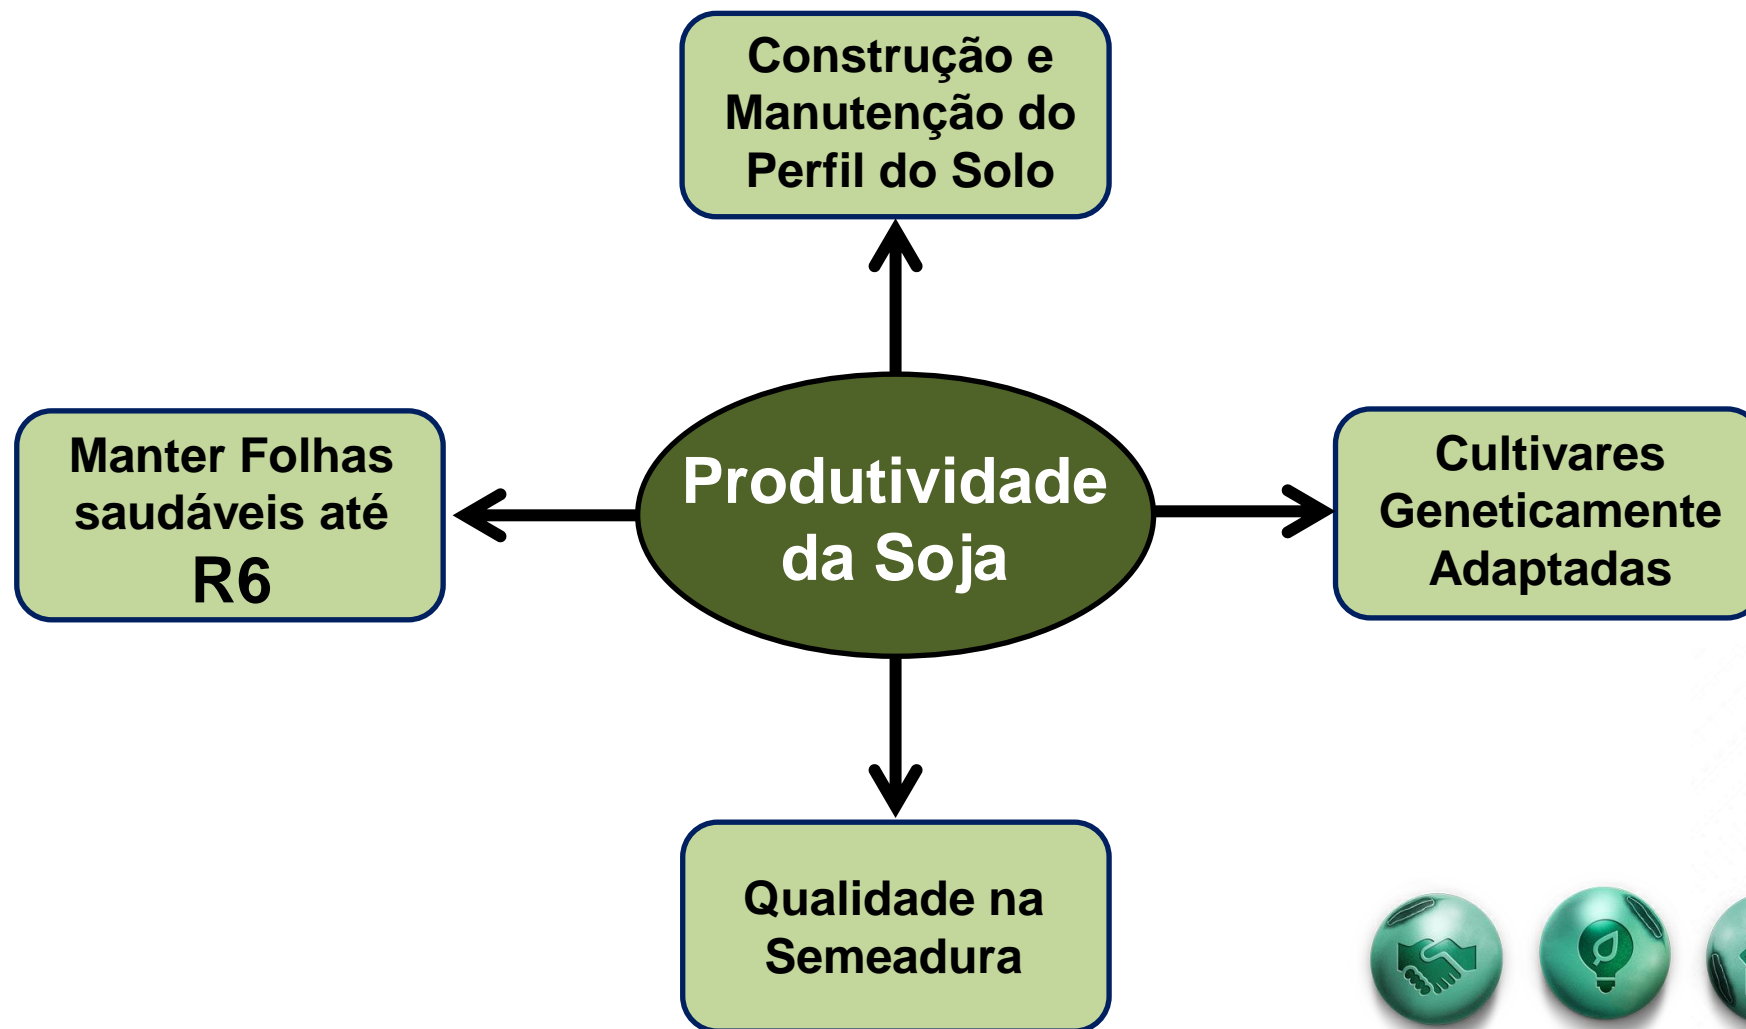 Construção e
Manutenção do
Perfil do Solo
Manter Folhas
saudáveis até
R6
Produtividade
da Soja
Cultivares
Geneticamente
Adaptadas
Qualidade na
Semeadura